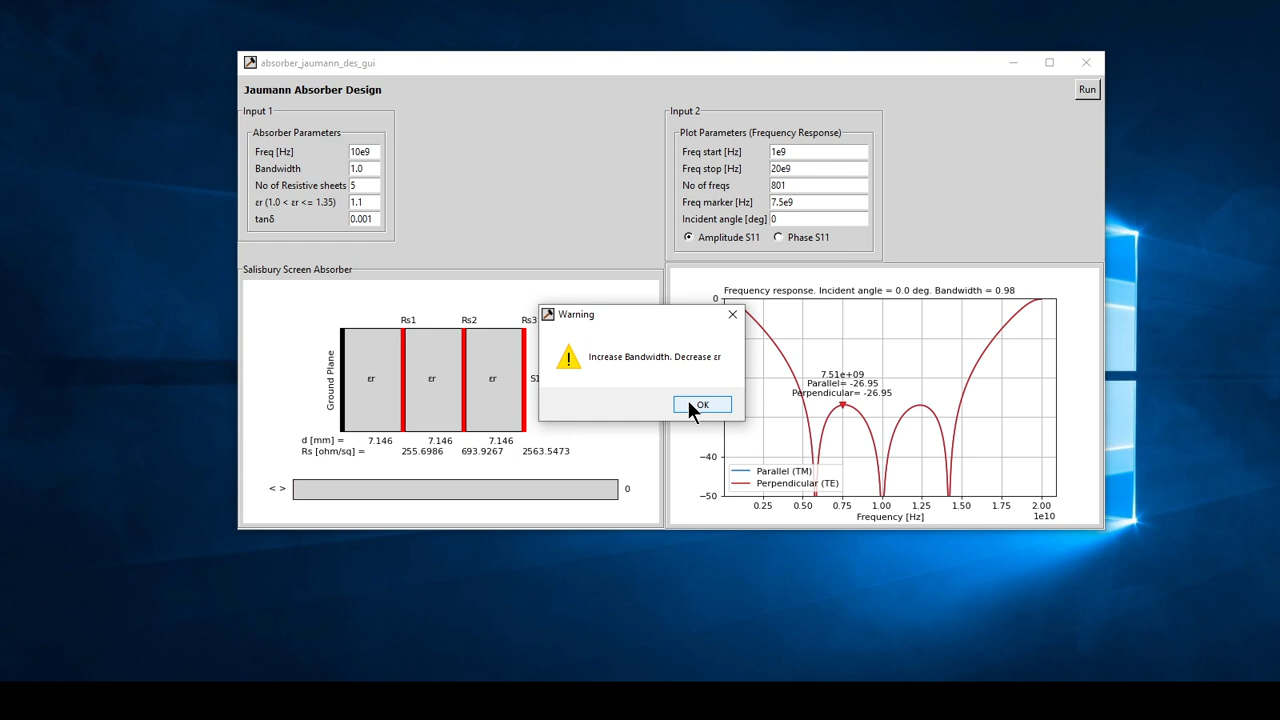 absorber_jaumann_des_gui
Jaumann Absorber Design
Run
Input 1
Absorber Parameters
Freq [Hz] 10e9
Bandwidth 1.0
No of Resistive sheets 5
εr (1.0 < εr <= 1.35) 1.1
tanδ 0.001
Input 2
Plot Parameters (Frequency Response)
Freq start [Hz] 1e9
Freq stop [Hz] 20e9
No of freqs 801
Freq marker [Hz] 7.5e9
Incident angle [deg] 0
Amplitude S11 Phase S11
Salisbury Screen Absorber
Rs1 Rs2 Rs3
Ground Plane
εr εr εr S1
d [mm] = 7.146 7.146 7.146
Rs [ohm/sq] = 255.6986 693.9267 2563.5473
< > 0
Warning
Increase Bandwidth. Decrease εr
OK
Frequency response. Incident angle = 0.0 deg. Bandwidth = 0.98
0
7.51e+09
Parallel= -26.95
Perpendicular= -26.95
−40
Parallel (TM)
Perpendicular (TE)
−50
0.25 0.50 0.75 1.00 1.25 1.50 1.75 2.00
Frequency [Hz] 1e10